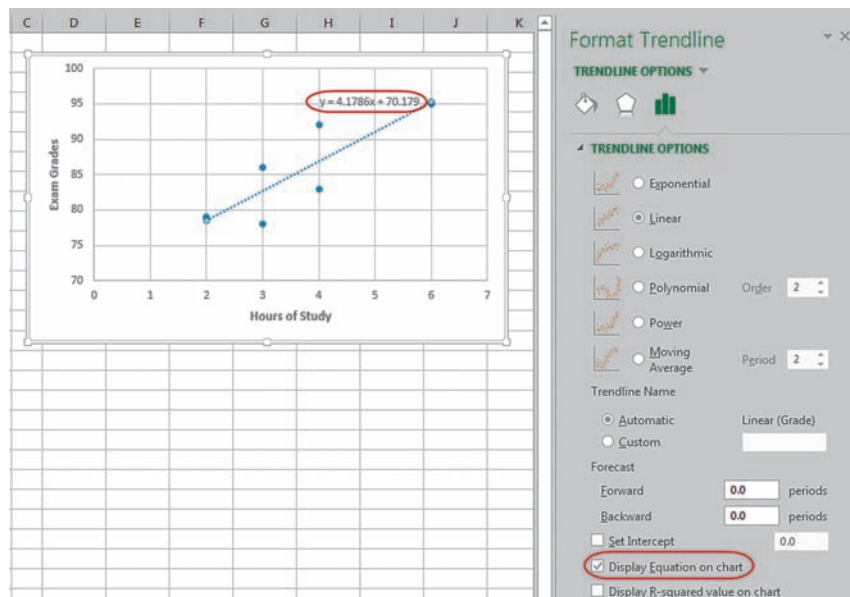 C D E F G H I J K
100
95
90
85
80
75
70
Exam Grades
y = 4.1786x + 70.179
0 1 2 3 4 5 6 7
Hours of Study
Format Trendline
TRENDLINE OPTIONS
TRENDLINE OPTIONS
Exponential
Linear
Logarithmic
Polynomial Order 2
Power
Moving
Average Period 2
Trendline Name
Automatic Linear (Grade)
Custom
Forecast
Forward 0.0 periods
Backward 0.0 periods
Set Intercept 0.0
Display Equation on chart
Display R-squared value on chart